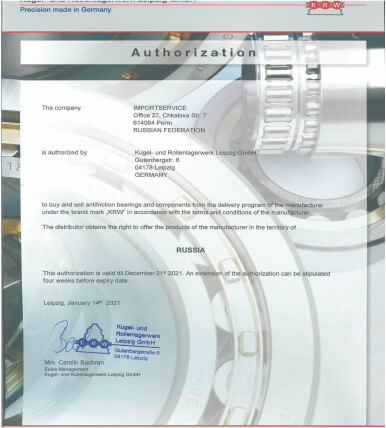 Kugel- und Rollenlagerwerk Leipzig GmbH
Precision made in Germany
KRW
Authorization
The company IMPORTSERVICE
Office 27, Chkalova Str. 7
614064 Perm
RUSSIAN FEDERATION
is authorized by Kugel- und Rollenlagerwerk Leipzig GmbH
Gutenbergstr. 6
04178 Leipzig
GERMANY
to buy and sell antifriction bearings and components from the delivery program of the manufacturer
under the brand mark „KRW" in accordance with the terms and conditions of the manufacturer.
The distributor obtains the right to offer the products of the manufacturer in the territory of
RUSSIA
This authorization is valid till December 31st 2021. An extension of the authorization can be stipulated
four weeks before expiry date.
Leipzig, January 14th 2021
Kugel- und
Rollenlagerwerk
Leipzig GmbH
KRW
Gutenbergstraße 6
04178 Leipzig
Mrs. Carolin Bachran
Sales Management
Kugel- und Rollenlagerwerk Leipzig GmbH